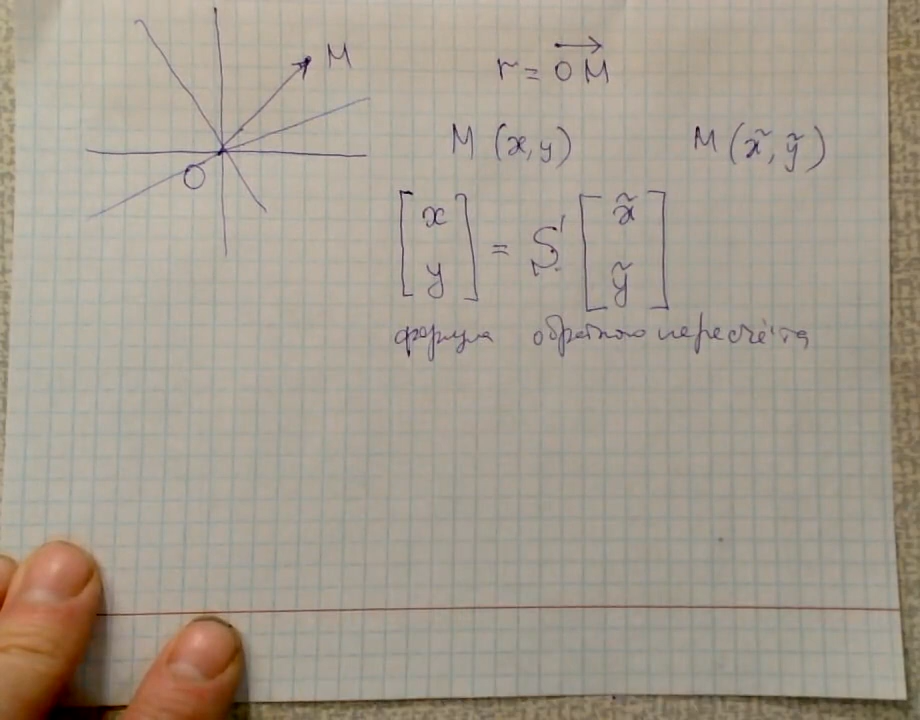 M
r = OM
O
M (x, y) M (x̃, ỹ)
[x y] = S [x̃ ỹ]
формула обратного пересчёта